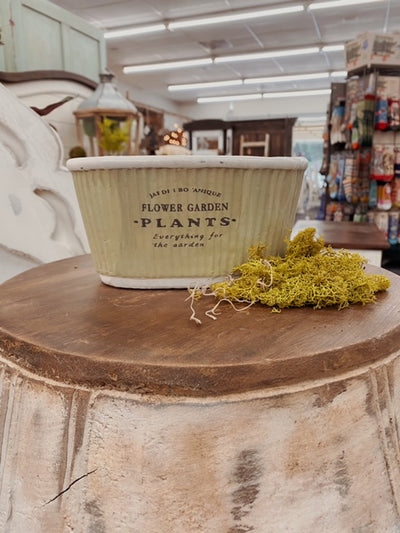 FLOWER GARDEN
·PLANTS·
Everything for
the garden